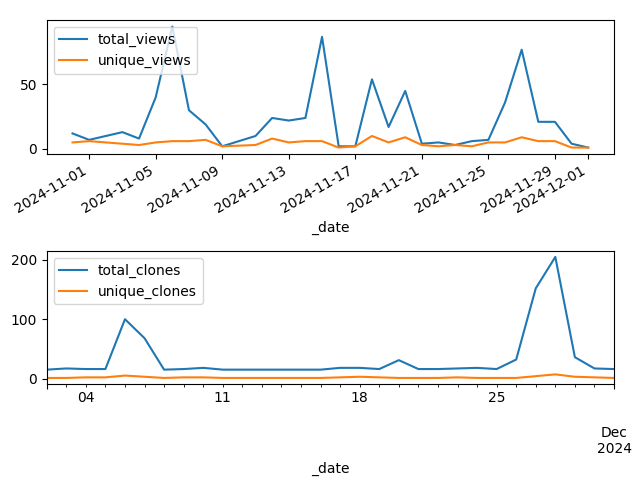 total_views
unique_views
50
0
2024-11-01
2024-11-05
2024-11-09
2024-11-13
2024-11-17
2024-11-21
2024-11-25
2024-11-29
2024-12-01
_date
total_clones
unique_clones
200
100
0
04
11
18
25
Dec
2024
_date